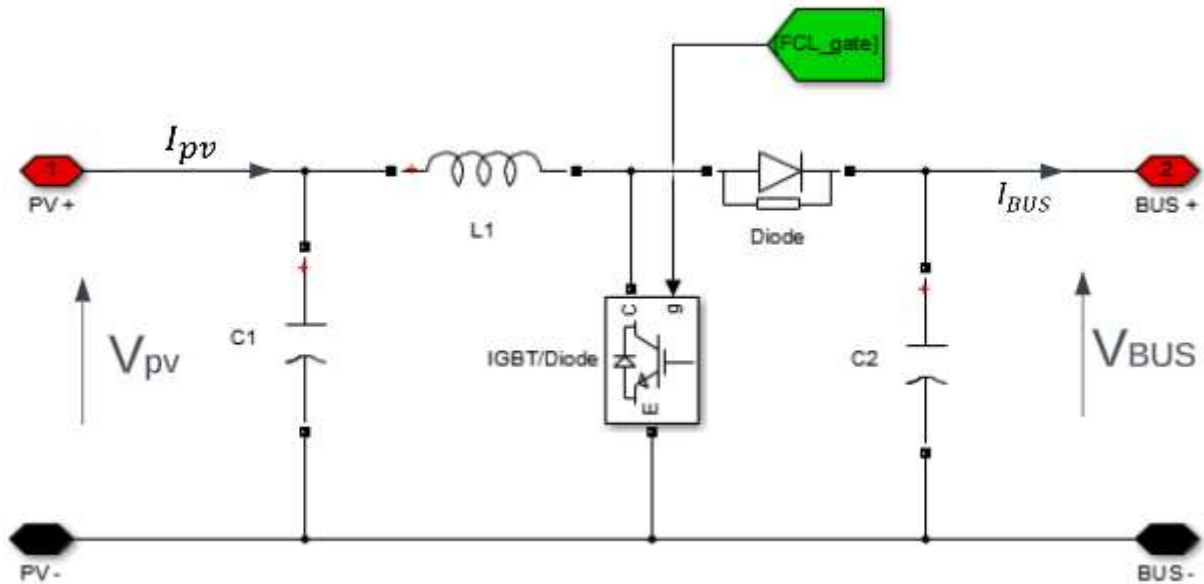 [FCL_gate]
Ipv
1
2
PV +
L1
Diode
IBUS
BUS +
Vpv
C1
C
g
IGBT/Diode
E
C2
VBUS
PV -
BUS -